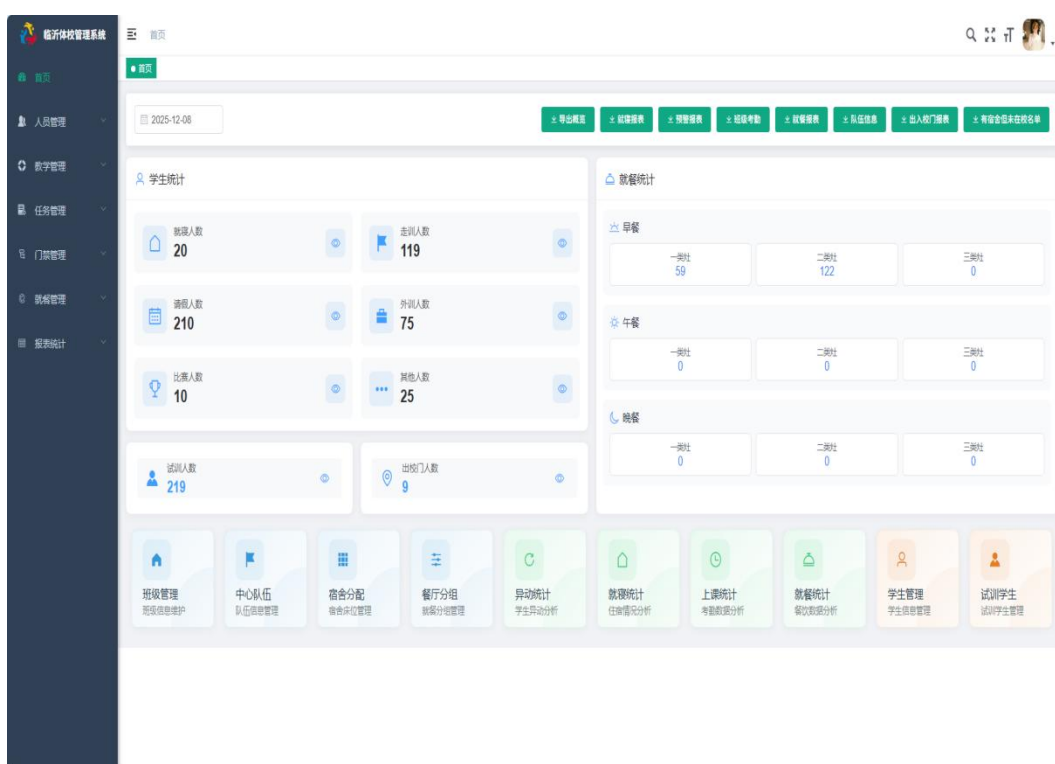 临沂体校管理系统
首页
首页
首页
人员管理
教学管理
任务管理
门禁管理
就餐管理
报表统计
2025-12-08
导出概览
就寝报表
预警报表
班级考勤
就餐报表
队伍信息
出入校门报表
有宿舍但未在校名单
学生统计
就寝人数
20
走训人数
119
请假人数
210
外训人数
75
比赛人数
10
其他人数
25
试训人数
219
出校门人数
9
就餐统计
早餐
一类灶
59
二类灶
122
三类灶
0
午餐
一类灶
0
二类灶
0
三类灶
0
晚餐
一类灶
0
二类灶
0
三类灶
0
班级管理
班级信息维护
中心队伍
队伍信息管理
宿舍分配
宿舍床位管理
餐厅分组
就餐分组管理
异动统计
学生异动分析
就寝统计
住宿情况分析
上课统计
考勤数据分析
就餐统计
餐饮数据分析
学生管理
学生信息管理
试训学生
试训学生管理